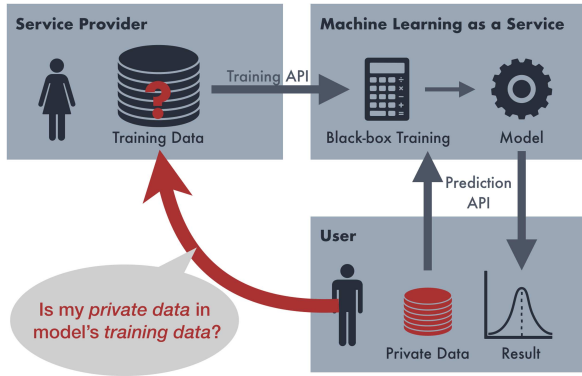 Service Provider
Training Data
?
Training API
Machine Learning as a Service
Black-box Training
Model
÷
×
-
+
=
Prediction
API
User
Private Data
Result
Is my private data in
model's training data?